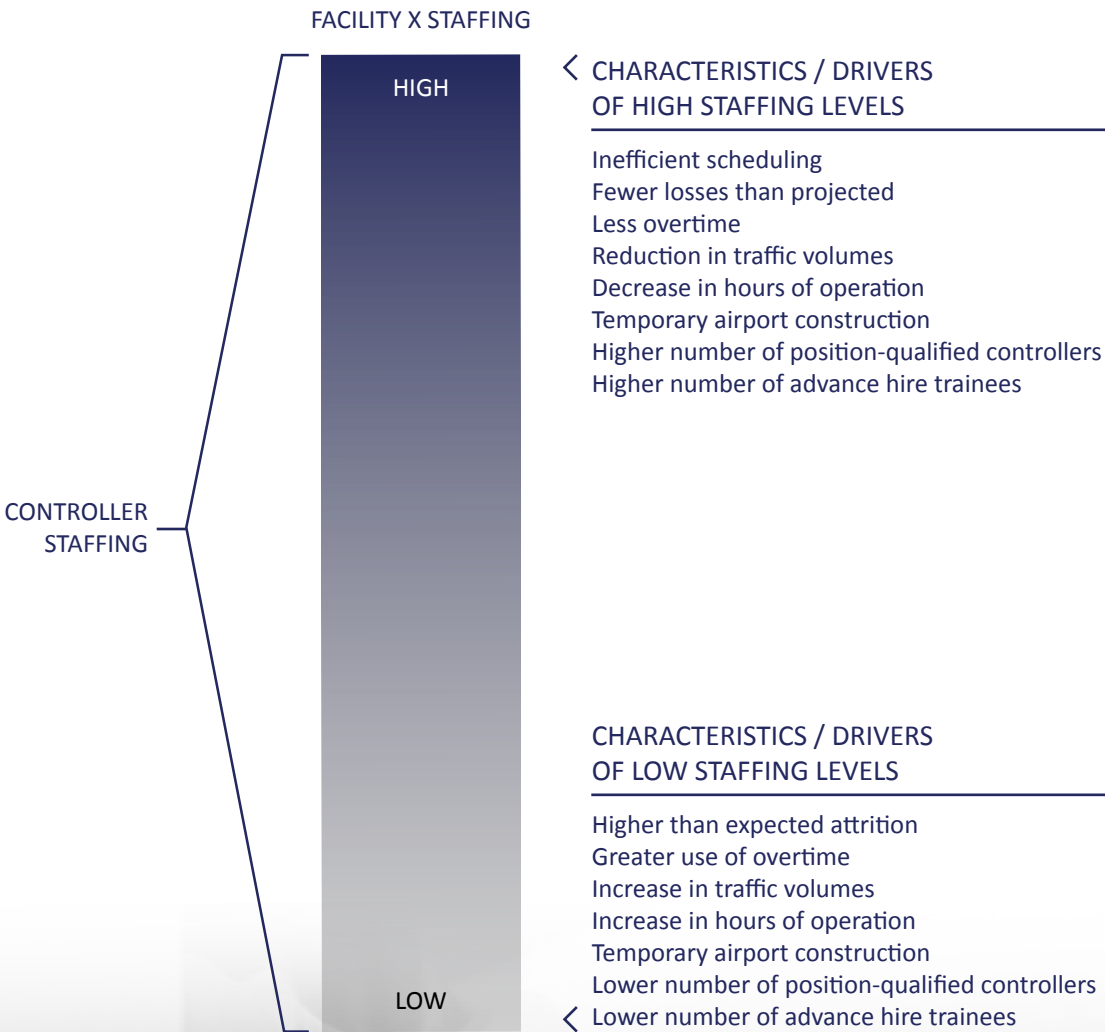 FACILITY X STAFFING
HIGH
CHARACTERISTICS / DRIVERS
OF HIGH STAFFING LEVELS
Inefficient scheduling
Fewer losses than projected
Less overtime
Reduction in traffic volumes
Decrease in hours of operation
Temporary airport construction
Higher number of position-qualified controllers
Higher number of advance hire trainees
CONTROLLER
STAFFING
CHARACTERISTICS / DRIVERS
OF LOW STAFFING LEVELS
Higher than expected attrition
Greater use of overtime
Increase in traffic volumes
Increase in hours of operation
Temporary airport construction
Lower number of position-qualified controllers
Lower number of advance hire trainees
LOW